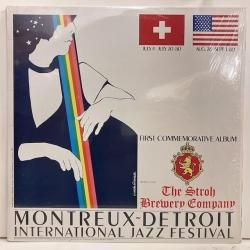 JULY 4 - JULY 20/80
AUG. 28 - SEPT. 1/80
FIRST COMMEMORATIVE ALBUM
The Stroh
Brewery Company
MONTREUX-DETROIT
INTERNATIONAL JAZZ FESTIVAL